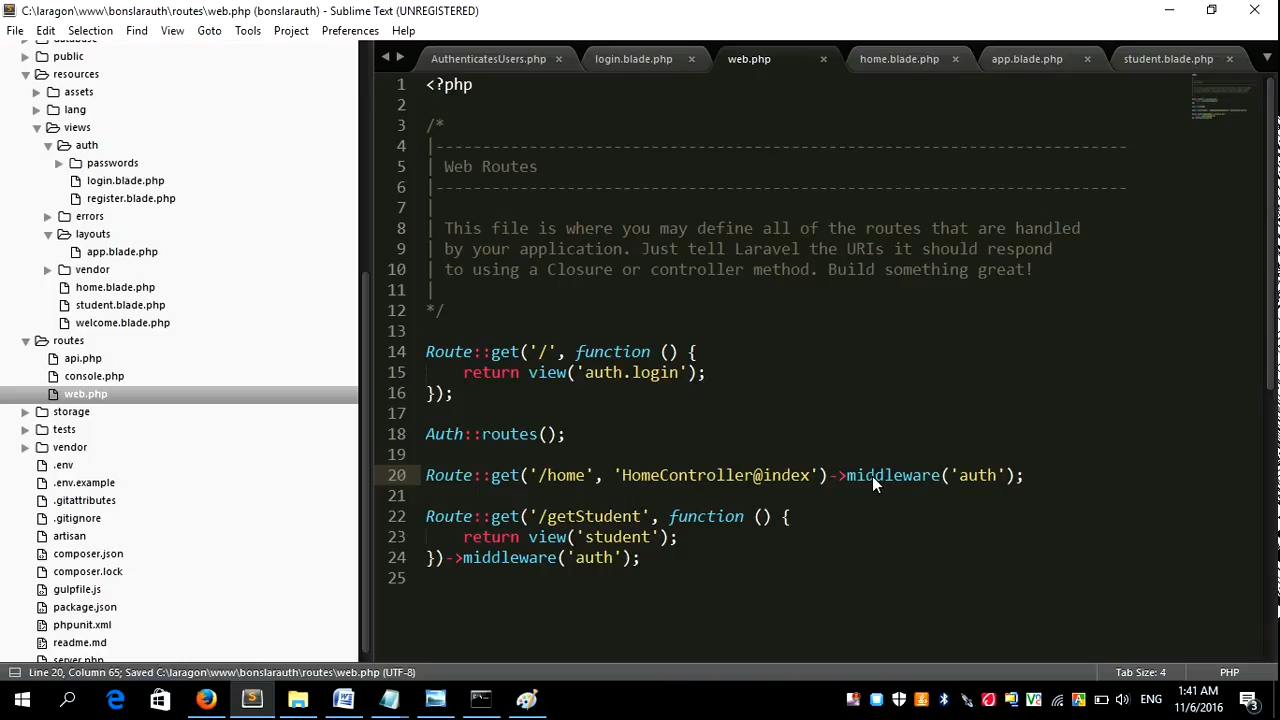 C:\laragon\www\bonslarauth\routes\web.php (bonslarauth) - Sublime Text (UNREGISTERED)
File Edit Selection Find View Goto Tools Project Preferences Help
AuthenticatesUsers.php × login.blade.php × web.php × home.blade.php × app.blade.php × student.blade.php ×
database
public
resources
assets
lang
views
auth
passwords
login.blade.php
register.blade.php
errors
layouts
app.blade.php
vendor
home.blade.php
student.blade.php
welcome.blade.php
routes
api.php
console.php
web.php
storage
tests
vendor
.env
.env.example
.gitattributes
.gitignore
artisan
composer.json
composer.lock
gulpfile.js
package.json
phpunit.xml
readme.md
server.php
1 <?php
2
3 /*
4 |--------------------------------------------------------------------------
5 | Web Routes
6 |--------------------------------------------------------------------------
7 |
8 | This file is where you may define all of the routes that are handled
9 | by your application. Just tell Laravel the URIs it should respond
10 | to using a Closure or controller method. Build something great!
11 |
12 */
13
14 Route::get('/', function () {
15     return view('auth.login');
16 });
17
18 Auth::routes();
19
20 Route::get('/home', 'HomeController@index')->middleware('auth');
21
22 Route::get('/getStudent', function () {
23     return view('student');
24 })->middleware('auth');
25
Line 20, Column 65; Saved C:\laragon\www\bonslarauth\routes\web.php (UTF-8) Tab Size: 4 PHP
ENG 1:41 AM
11/6/2016
3